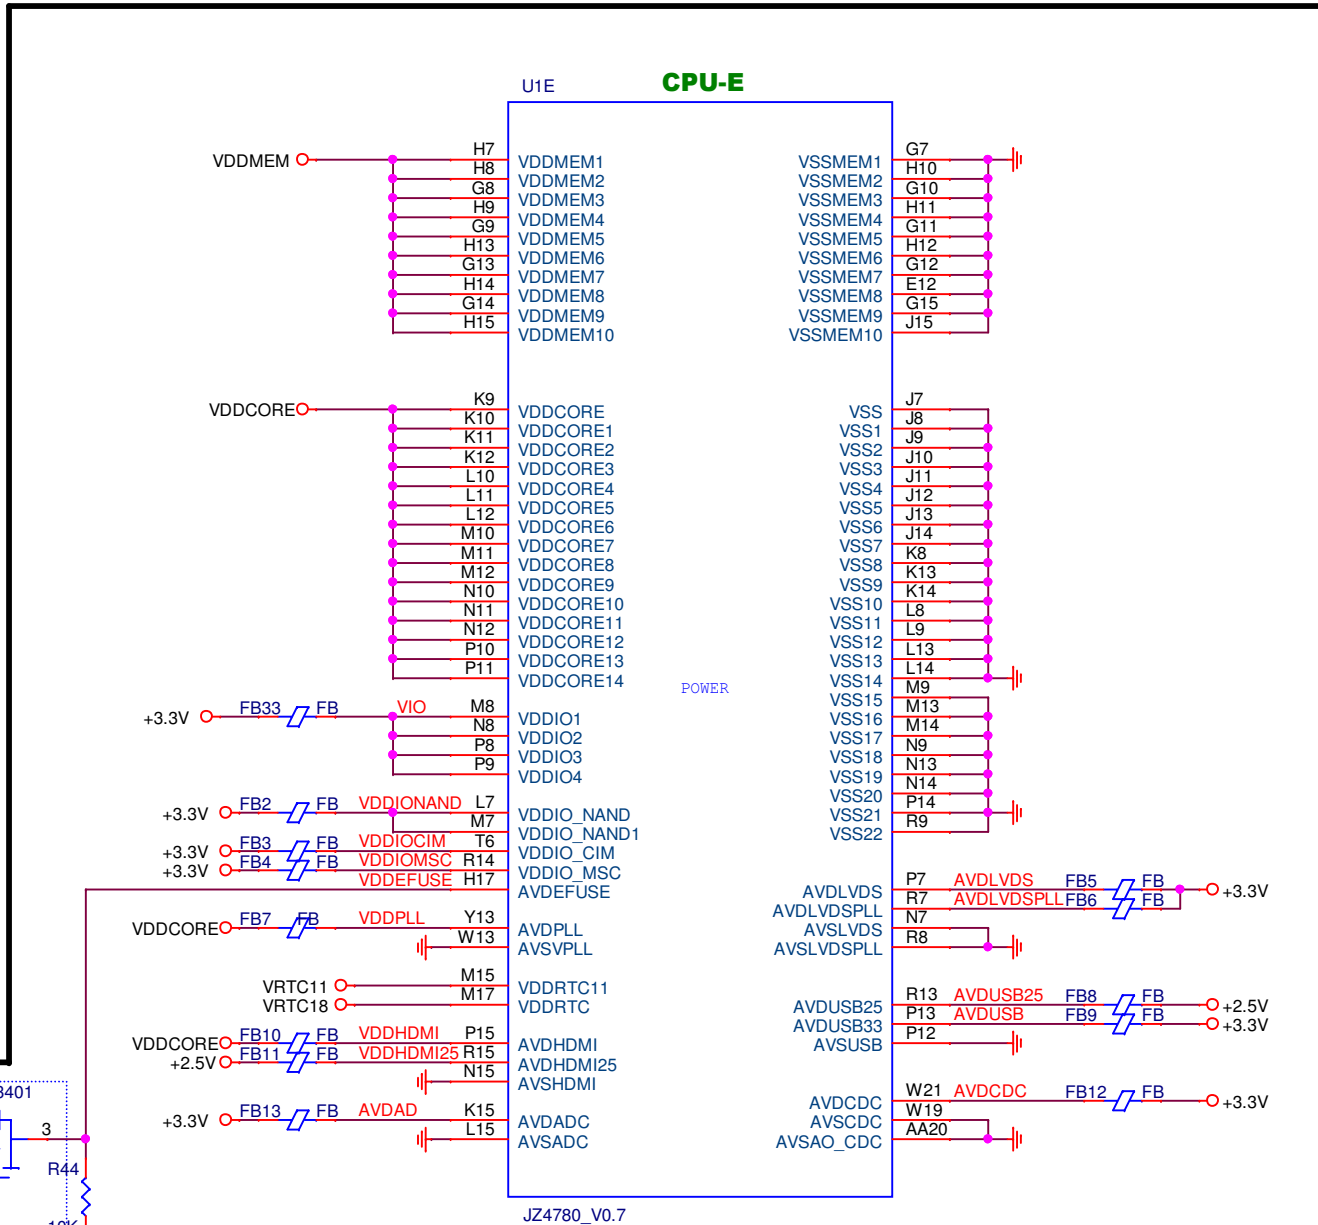 U1E
CPU-E
VDDMEM
H7 VDDMEM1
H8 VDDMEM2
G8 VDDMEM3
H9 VDDMEM4
G9 VDDMEM5
H13 VDDMEM6
G13 VDDMEM7
H14 VDDMEM8
G14 VDDMEM9
H15 VDDMEM10
VSSMEM1 G7
VSSMEM2 H10
VSSMEM3 G10
VSSMEM4 H11
VSSMEM5 G11
VSSMEM6 H12
VSSMEM7 G12
VSSMEM8 E12
VSSMEM9 G15
VSSMEM10 J15
VDDCORE
K9 VDDCORE
K10 VDDCORE1
K11 VDDCORE2
K12 VDDCORE3
L10 VDDCORE4
L11 VDDCORE5
L12 VDDCORE6
M10 VDDCORE7
M11 VDDCORE8
M12 VDDCORE9
N10 VDDCORE10
N11 VDDCORE11
N12 VDDCORE12
P10 VDDCORE13
P11 VDDCORE14
VSS J7
VSS1 J8
VSS2 J9
VSS3 J10
VSS4 J11
VSS5 J12
VSS6 J13
VSS7 J14
VSS8 K8
VSS9 K13
VSS10 K14
VSS11 L8
VSS12 L9
VSS13 L13
VSS14 L14
VSS15 M9
VSS16 M13
VSS17 M14
VSS18 N9
VSS19 N13
VSS20 N14
VSS21 P14
VSS22 R9
POWER
+3.3V FB33 FB VIO M8 VDDIO1
N8 VDDIO2
P8 VDDIO3
P9 VDDIO4
+3.3V FB2 FB VDDIONAND L7 VDDIO_NAND
M7 VDDIO_NAND1
+3.3V FB3 FB VDDIOCIM T6 VDDIO_CIM
+3.3V FB4 FB VDDIOMSC R14 VDDIO_MSC
VDDEFUSE H17 AVDEFUSE
VDDCORE FB7 FB VDDPLL Y13 AVDPLL
W13 AVSVPLL
VRTC11 M15 VDDRTC11
VRTC18 M17 VDDRTC
VDDCORE FB10 FB VDDHDMI P15 AVDHDMI
+2.5V FB11 FB VDDHDMI25 R15 AVDHDMI25
N15 AVSHDMI
+3.3V FB13 FB AVDAD K15 AVDADC
L15 AVSADC
AVDLVDS P7 AVDLVDS FB5 FB +3.3V
AVDLVDSPLL R7 AVDLVDSPLL FB6 FB
AVSLVDS N7
AVSLVDSPLL R8
AVDUSB25 R13 AVDUSB25 FB8 FB +2.5V
AVDUSB33 P13 AVDUSB FB9 FB +3.3V
AVSUSB P12
AVDCDC W21 AVDCDC FB12 FB +3.3V
AVSCDC W19
AVSAO_CDC AA20
3401
3
R44
10K
JZ4780_V0.7